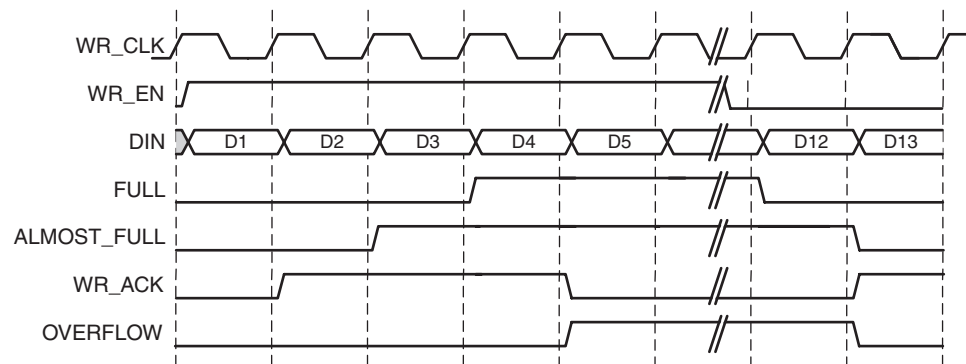 WR_CLK
WR_EN
DIN D1 D2 D3 D4 D5 D12 D13
FULL
ALMOST_FULL
WR_ACK
OVERFLOW